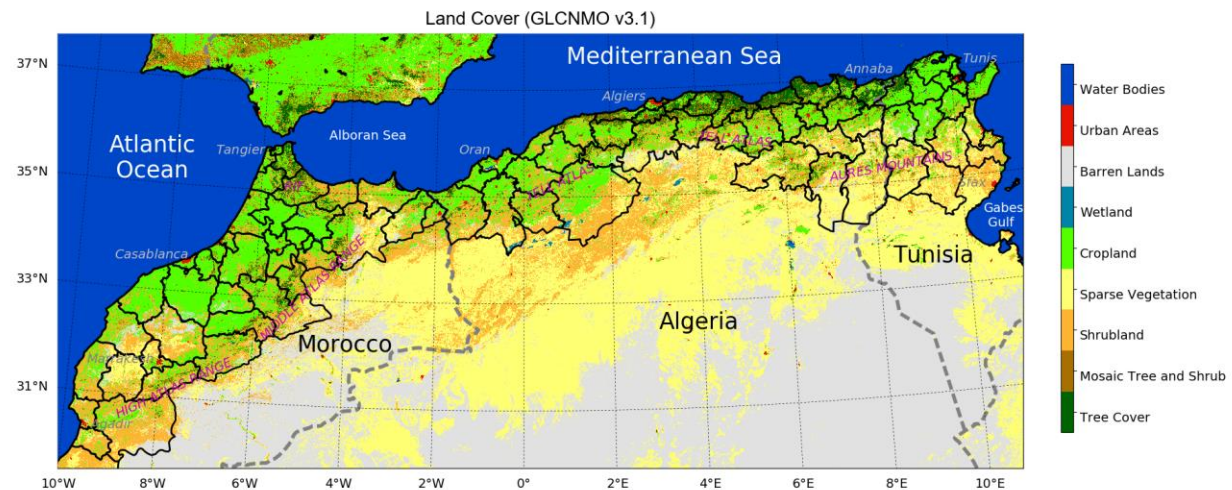 Land Cover (GLCNMO v3.1)
37°N
35°N
33°N
31°N
Mediterranean Sea
Tunis
Annaba
Algiers
Atlantic
Ocean
Alboran Sea
Tangier
Oran
TELL ATLAS
TELL ATLAS
AURES MOUNTAINS
RIF
Sfax
Gabes
Gulf
Casablanca
Tunisia
MIDDLE ATLAS RANGE
Algeria
Morocco
Marrakech
HIGH ATLAS RANGE
Agadir
10°W
8°W
6°W
4°W
2°W
0°E
2°E
4°E
6°E
8°E
10°E
Water Bodies
Urban Areas
Barren Lands
Wetland
Cropland
Sparse Vegetation
Shrubland
Mosaic Tree and Shrub
Tree Cover